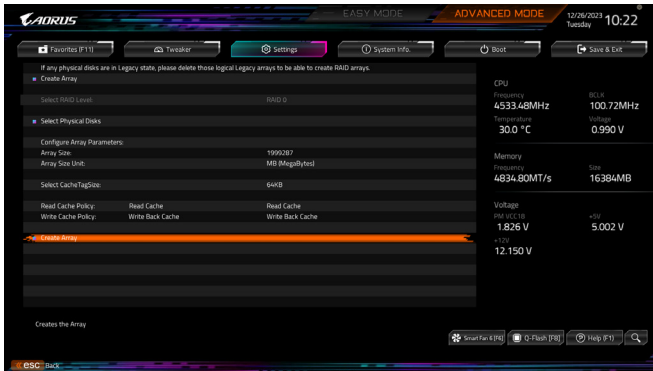 AORUS
EASY MODE
ADVANCED MODE
12/26/2023
Tuesday
10:22
Favorites (F11)
Tweaker
Settings
System Info.
Boot
Save & Exit
If any physical disks are in Legacy state, please delete those logical Legacy arrays to be able to create RAID arrays.
Create Array
Select RAID Level: RAID 0
Select Physical Disks
Configure Array Parameters:
Array Size: 1999287
Array Size Unit: MB (MegaBytes)
Select CacheTagSize: 64KB
Read Cache Policy: Read Cache Read Cache
Write Cache Policy: Write Back Cache Write Back Cache
Create Array
Creates the Array
CPU
Frequency BCLK
4533.48MHz 100.72MHz
Temperature Voltage
30.0 °C 0.990 V
Memory
Frequency Size
4834.80MT/s 16384MB
Voltage
PM VCC18 +5V
1.826 V 5.002 V
+12V
12.150 V
Smart Fan 6 [F6]
Q-Flash [F8]
Help (F1)
esc Back